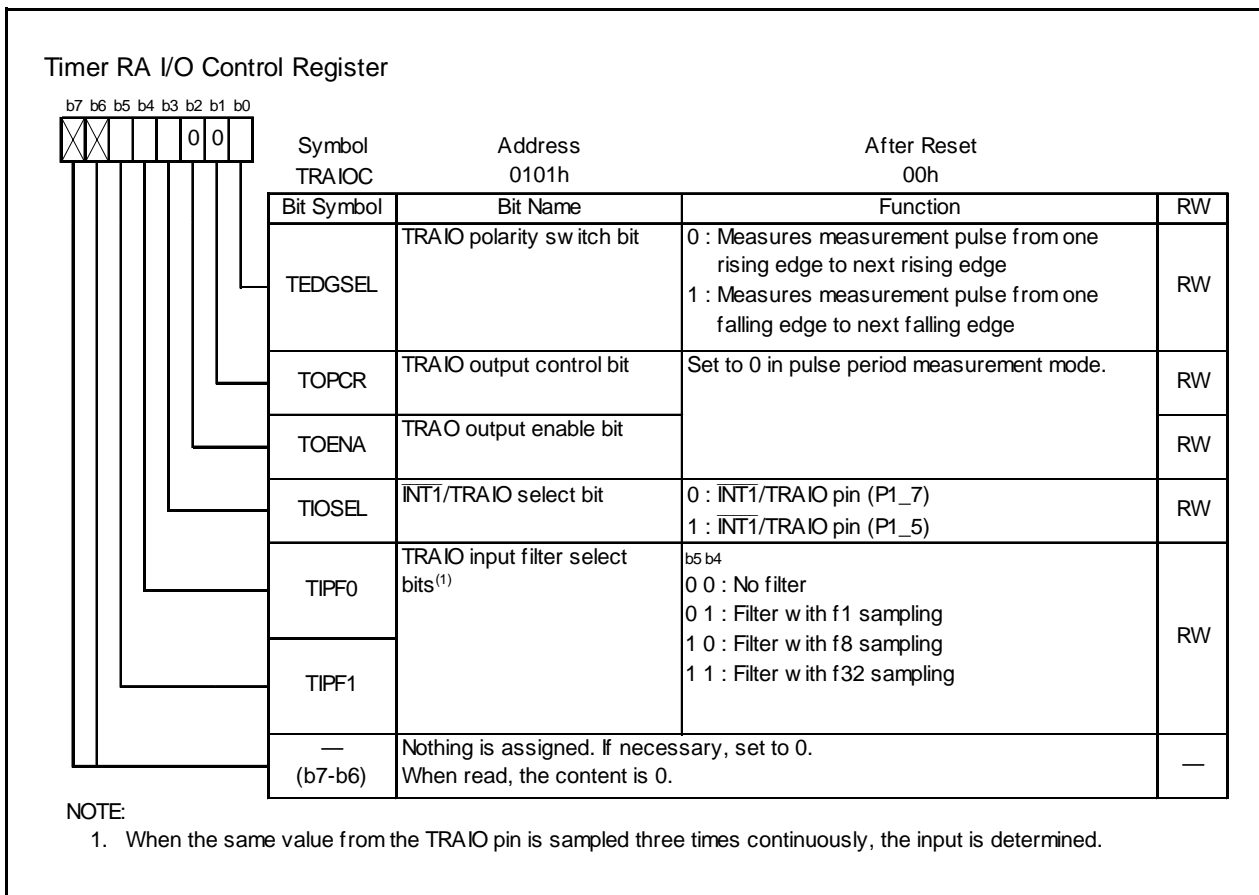 Timer RA I/O Control Register
b7 b6 b5 b4 b3 b2 b1 b0
0 0
Symbol Address After Reset
TRAIOC 0101h 00h
Bit Symbol Bit Name Function RW
TEDGSEL TRAIO polarity switch bit 0 : Measures measurement pulse from one
rising edge to next rising edge
1 : Measures measurement pulse from one
falling edge to next falling edge
RW
TOPCR TRAIO output control bit Set to 0 in pulse period measurement mode. RW
TOENA TRAO output enable bit RW
TIOSEL INT1/TRAIO select bit 0 : INT1/TRAIO pin (P1_7)
1 : INT1/TRAIO pin (P1_5)
RW
TIPF0 TRAIO input filter select
bits(1)
b5 b4
0 0 : No filter
0 1 : Filter with f1 sampling
1 0 : Filter with f8 sampling
1 1 : Filter with f32 sampling
RW
TIPF1
—
(b7-b6)
Nothing is assigned. If necessary, set to 0.
When read, the content is 0.
—
NOTE:
1. When the same value from the TRAIO pin is sampled three times continuously, the input is determined.